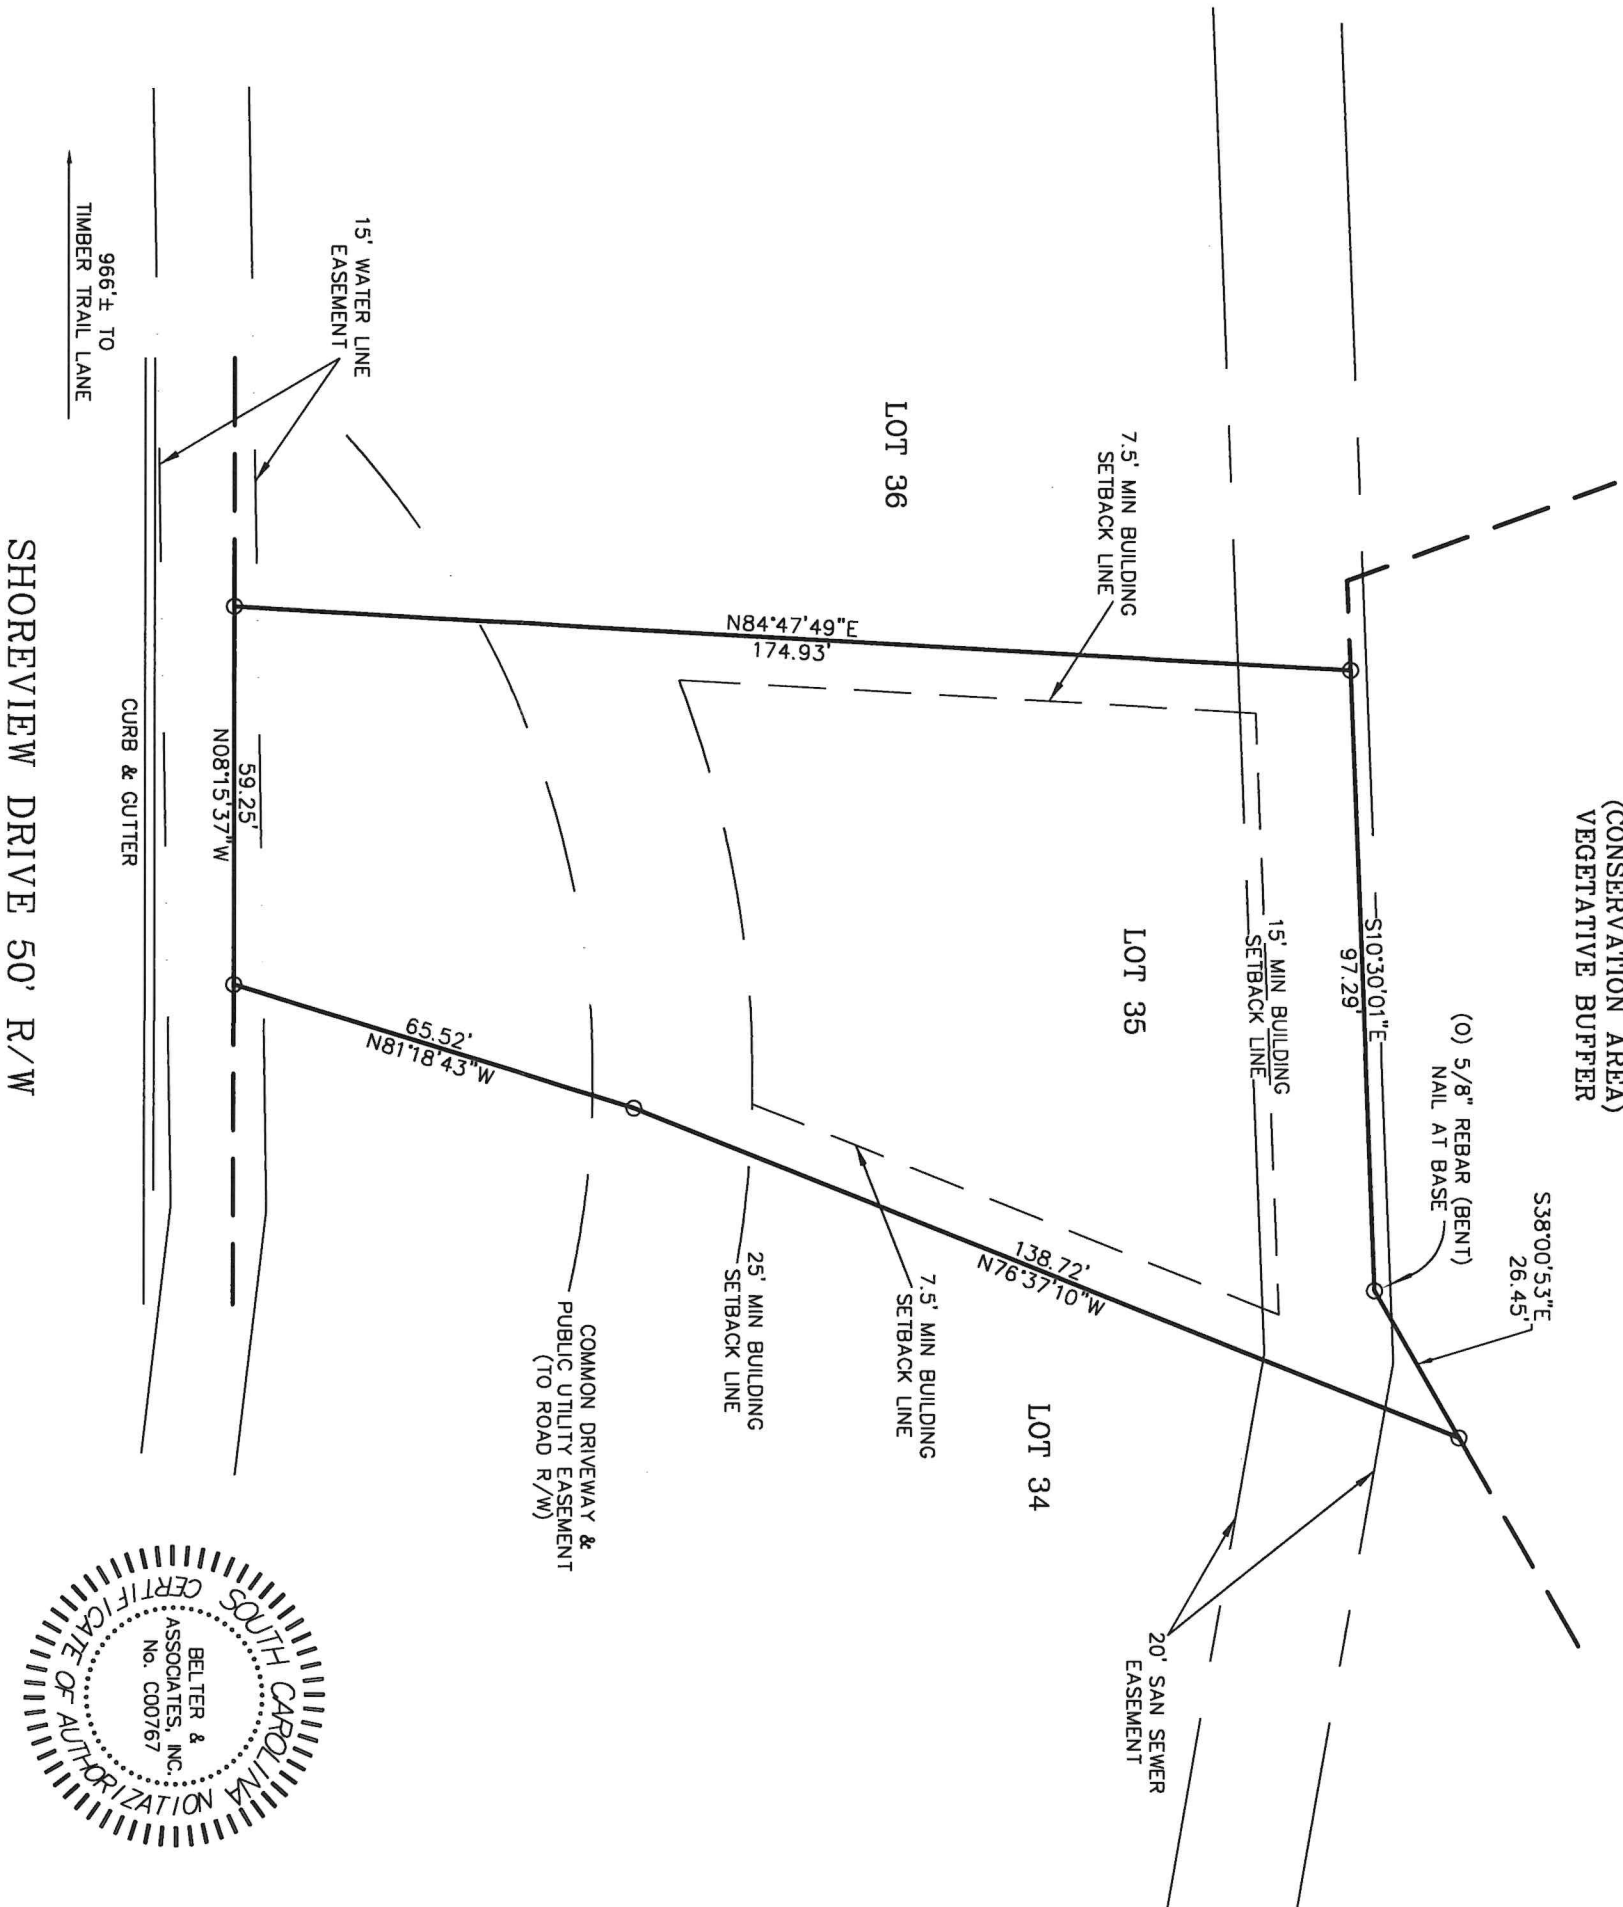 (CONSERVATION AREA)
VEGETATIVE BUFFER
S38°00'53"E
26.45'
(O) 5/8" REBAR (BENT)
NAIL AT BASE
S10°30'01"E
97.29'
15' MIN BUILDING
SETBACK LINE
LOT 35
7.5' MIN BUILDING
SETBACK LINE
LOT 36
N84°47'49"E
174.93'
20' SAN SEWER
EASEMENT
LOT 34
138.72'
N76°37'10"W
7.5' MIN BUILDING
SETBACK LINE
25' MIN BUILDING
SETBACK LINE
COMMON DRIVEWAY &
PUBLIC UTILITY EASEMENT
(TO ROAD R/W)
65.52'
N81°18'43"W
15' WATER LINE
EASEMENT
59.25'
N08°15'37"W
CURB & GUTTER
966'± TO
TIMBER TRAIL LANE
SHOREVIEW DRIVE 50' R/W
SOUTH CAROLINA
BELTER &
ASSOCIATES, INC.
No. C00767
CERTIFICATE OF AUTHORIZATION